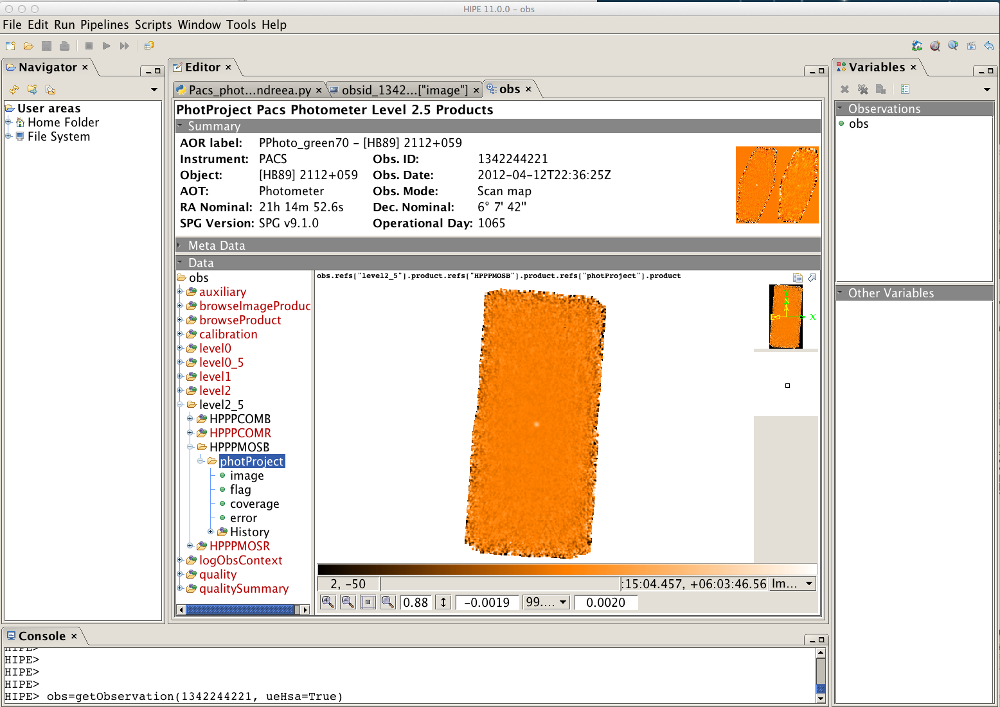 HIPE 11.0.0 - obs
File Edit Run Pipelines Scripts Window Tools Help
Navigator
User areas
Home Folder
File System
Editor
Pacs_phot...ndreea.py
obsid_1342...["image"]
obs
PhotProject Pacs Photometer Level 2.5 Products
Summary
AOR label: PPhoto_green70 - [HB89] 2112+059
Instrument: PACS Obs. ID: 1342244221
Object: [HB89] 2112+059 Obs. Date: 2012-04-12T22:36:25Z
AOT: Photometer Obs. Mode: Scan map
RA Nominal: 21h 14m 52.6s Dec. Nominal: 6° 7' 42''
SPG Version: SPG v9.1.0 Operational Day: 1065
Meta Data
Data
obs
auxiliary
browseImageProduc
browseProduct
calibration
level0
level0_5
level1
level2
level2_5
HPPPCOMB
HPPPCOMR
HPPPMOSB
photProject
image
flag
coverage
error
History
HPPPMOSR
logObsContext
quality
qualitySummary
obs.refs["level2_5"].product.refs["HPPPMOSB"].product.refs["photProject"].product
N
E
X
2, -50
:15:04.457, +06:03:46.56
Im...
0.88
-0.0019
99....
0.0020
Variables
Observations
obs
Other Variables
Console
HIPE>
HIPE>
HIPE>
HIPE>
HIPE> obs=getObservation(1342244221, ueHsa=True)